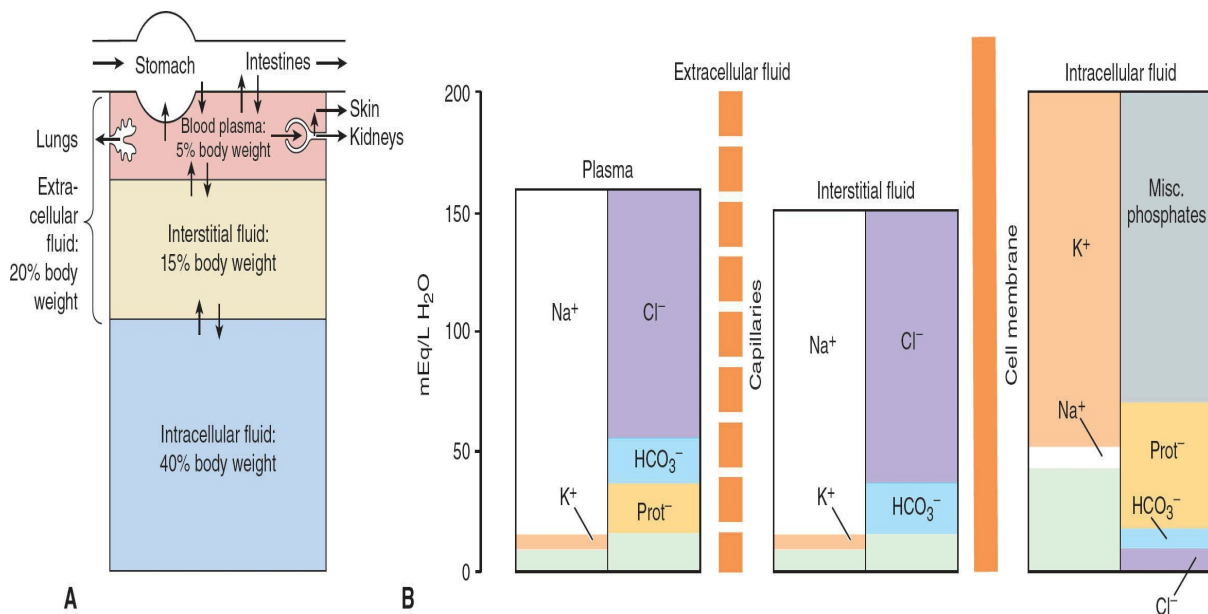 Stomach
Intestines
Skin
Kidneys
Lungs
Blood plasma:
5% body weight
Extra-
cellular
fluid:
20% body
weight
Interstitial fluid:
15% body weight
Intracellular fluid:
40% body weight
A
Extracellular fluid
Intracellular fluid
200
150
100
50
0
mEq/L H₂O
Plasma
Na⁺
Cl⁻
HCO₃⁻
K⁺
Prot⁻
Capillaries
Interstitial fluid
Na⁺
Cl⁻
K⁺
HCO₃⁻
Cell membrane
K⁺
Misc.
phosphates
Na⁺
Prot⁻
HCO₃⁻
Cl⁻
B